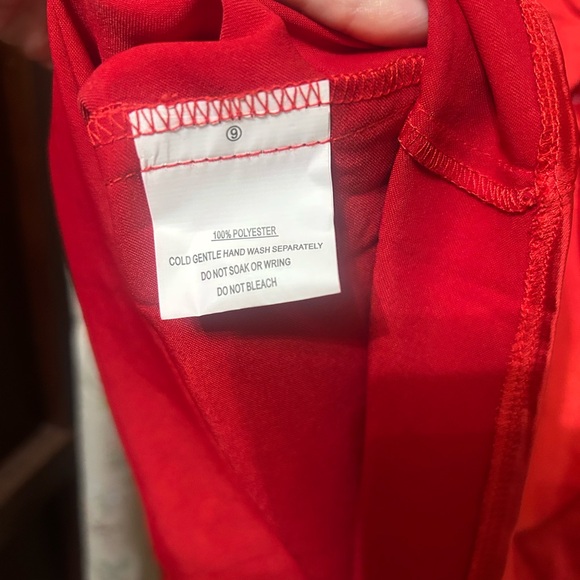 ⑨
100% POLYESTER
COLD GENTLE HAND WASH SEPARATELY
DO NOT SOAK OR WRING
DO NOT BLEACH